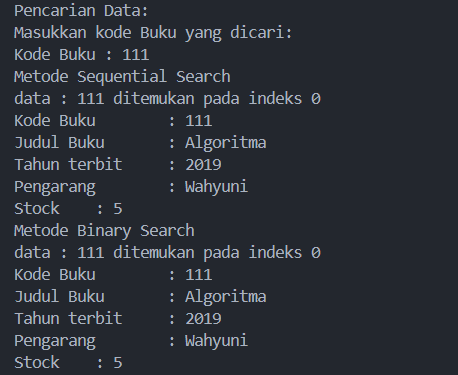 Pencarian Data:
Masukkan kode Buku yang dicari:
Kode Buku : 111
Metode Sequential Search
data : 111 ditemukan pada indeks 0
Kode Buku        : 111
Judul Buku       : Algoritma
Tahun terbit     : 2019
Pengarang        : Wahyuni
Stock    : 5
Metode Binary Search
data : 111 ditemukan pada indeks 0
Kode Buku        : 111
Judul Buku       : Algoritma
Tahun terbit     : 2019
Pengarang        : Wahyuni
Stock    : 5